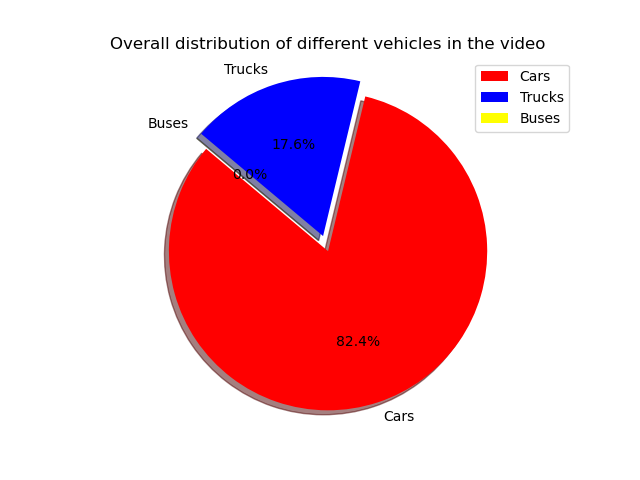 Overall distribution of different vehicles in the video
Trucks
Cars
Trucks
Buses
Buses
17.6%
0.0%
82.4%
Cars